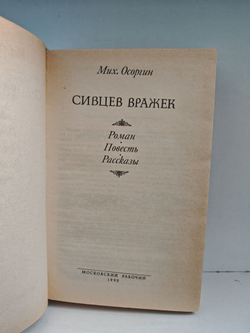 Мих. Осоргин
СИВЦЕВ ВРАЖЕК
Роман
Повесть
Рассказы
МОСКОВСКИЙ РАБОЧИЙ